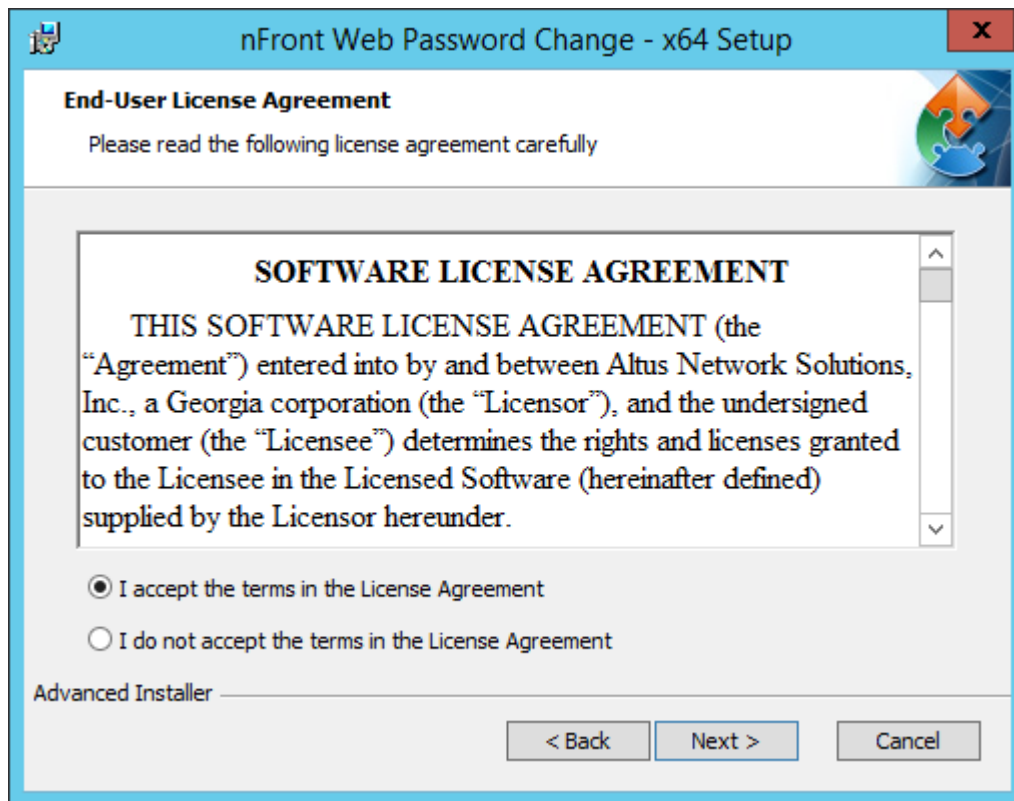 nFront Web Password Change - x64 Setup
x
End-User License Agreement
Please read the following license agreement carefully
SOFTWARE LICENSE AGREEMENT
THIS SOFTWARE LICENSE AGREEMENT (the
“Agreement”) entered into by and between Altus Network Solutions,
Inc., a Georgia corporation (the “Licensor”), and the undersigned
customer (the “Licensee”) determines the rights and licenses granted
to the Licensee in the Licensed Software (hereinafter defined)
supplied by the Licensor hereunder.
I accept the terms in the License Agreement
I do not accept the terms in the License Agreement
Advanced Installer
< Back Next > Cancel